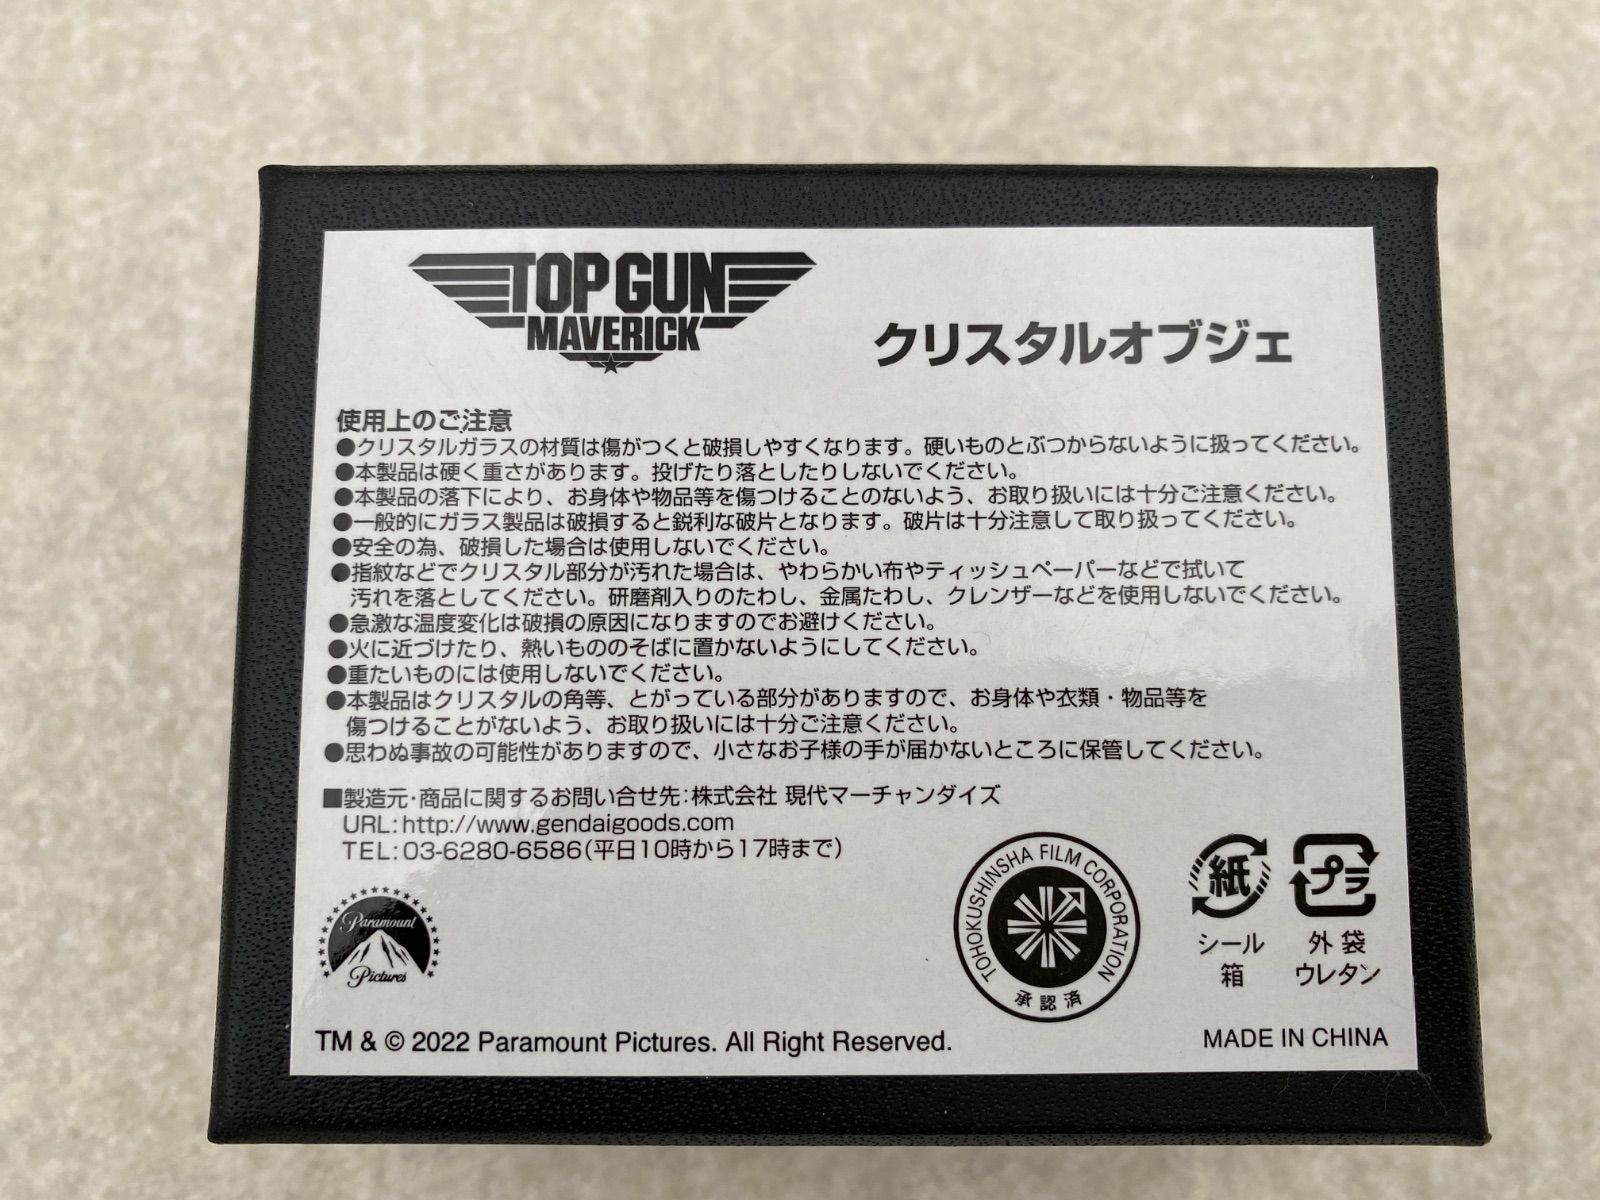 TOP GUN
MAVERICK
クリスタルオブジェ
使用上のご注意
●クリスタルガラスの材質は傷がつくと破損しやすくなります。硬いものとぶつからないように扱ってください。
●本製品は硬く重さがあります。投げたり落としたりしないでください。
●本製品の落下により、お身体や物品等を傷つけることのないよう、お取り扱いには十分ご注意ください。
●一般的にガラス製品は破損すると鋭利な破片となります。破片は十分注意して取り扱ってください。
●安全の為、破損した場合は使用しないでください。
●指紋などでクリスタル部分が汚れた場合は、やわらかい布やティッシュペーパーなどで拭いて
汚れを落としてください。研磨剤入りのたわし、金属たわし、クレンザーなどを使用しないでください。
●急激な温度変化は破損の原因になりますのでお避けください。
●火に近づけたり、熱いもののそばに置かないようにしてください。
●重たいものには使用しないでください。
●本製品はクリスタルの角等、とがっている部分がありますので、お身体や衣類・物品等を
傷つけることがないよう、お取り扱いには十分ご注意ください。
●思わぬ事故の可能性がありますので、小さなお子様の手が届かないところに保管してください。
■製造元・商品に関するお問い合せ先:株式会社 現代マーチャンダイズ
URL:http://www.gendaigoods.com
TEL:03-6280-6586(平日10時から17時まで)
Paramount
Pictures
TOHOKUSHINSHA FILM CORPORATION
承認済
紙
シール
箱
プラ
外袋
ウレタン
TM & © 2022 Paramount Pictures. All Right Reserved.
MADE IN CHINA